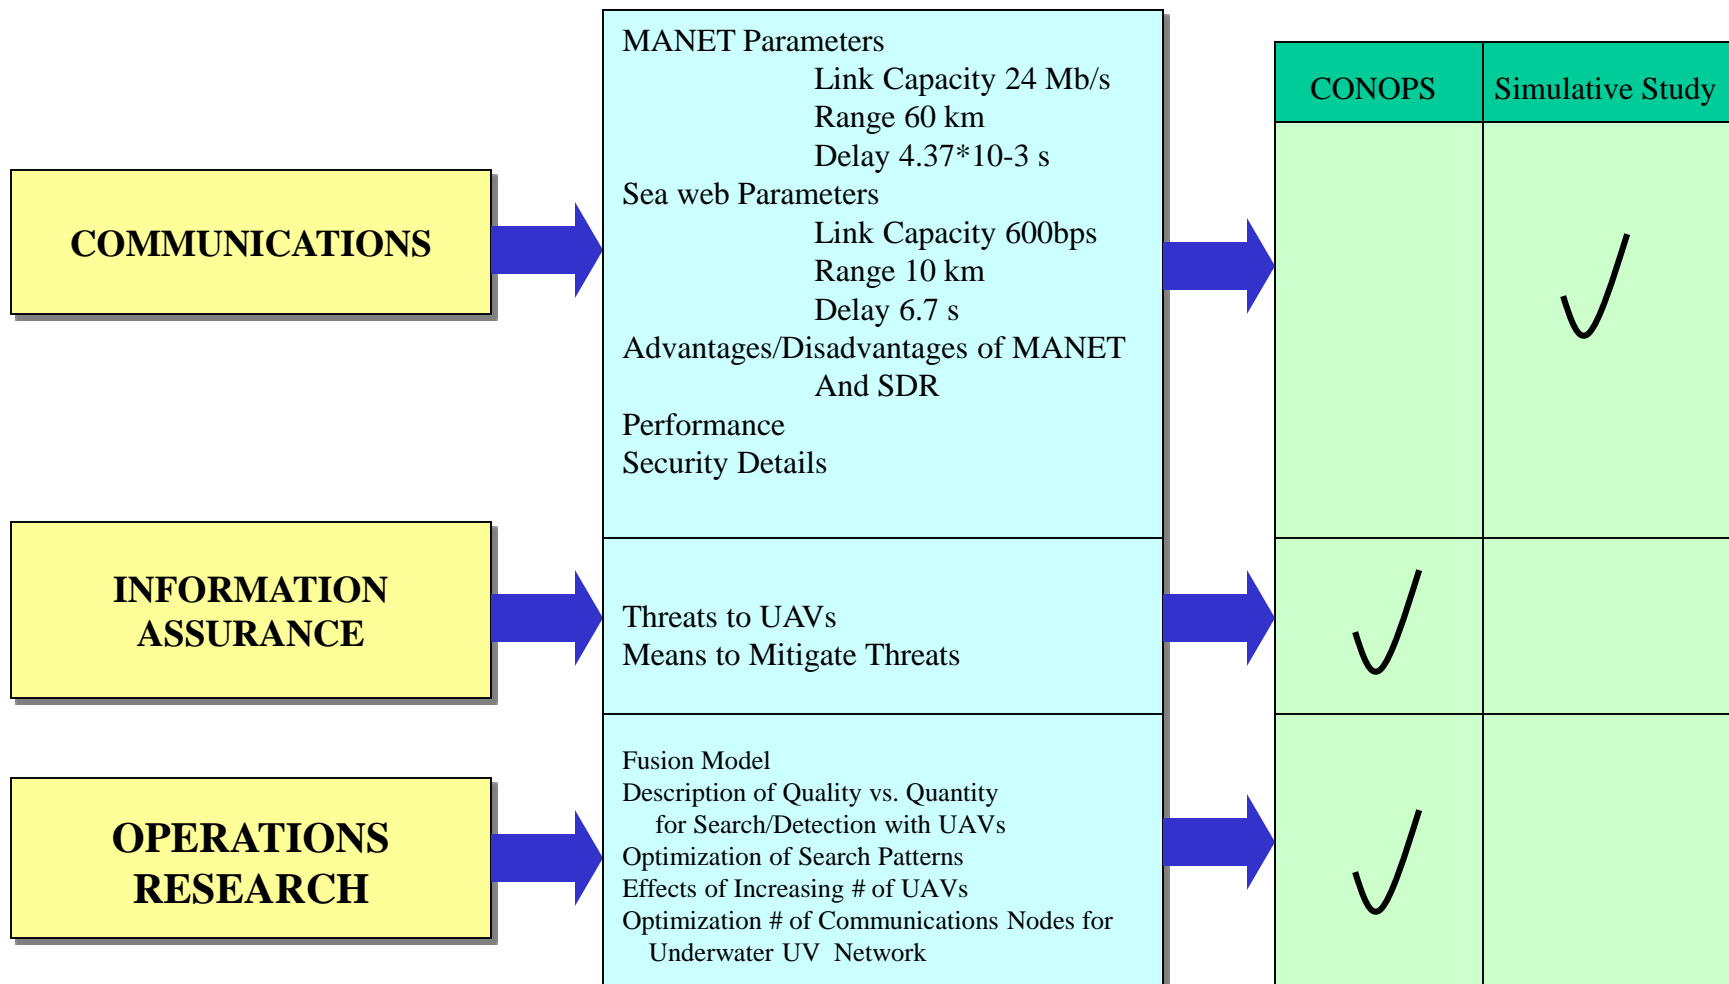 COMMUNICATIONS
MANET Parameters
Link Capacity 24 Mb/s
Range 60 km
Delay 4.37*10-3 s
Sea web Parameters
Link Capacity 600bps
Range 10 km
Delay 6.7 s
Advantages/Disadvantages of MANET
And SDR
Performance
Security Details
CONOPS
Simulative Study
INFORMATION
ASSURANCE
Threats to UAVs
Means to Mitigate Threats
OPERATIONS
RESEARCH
Fusion Model
Description of Quality vs. Quantity
for Search/Detection with UAVs
Optimization of Search Patterns
Effects of Increasing # of UAVs
Optimization # of Communications Nodes for
Underwater UV Network